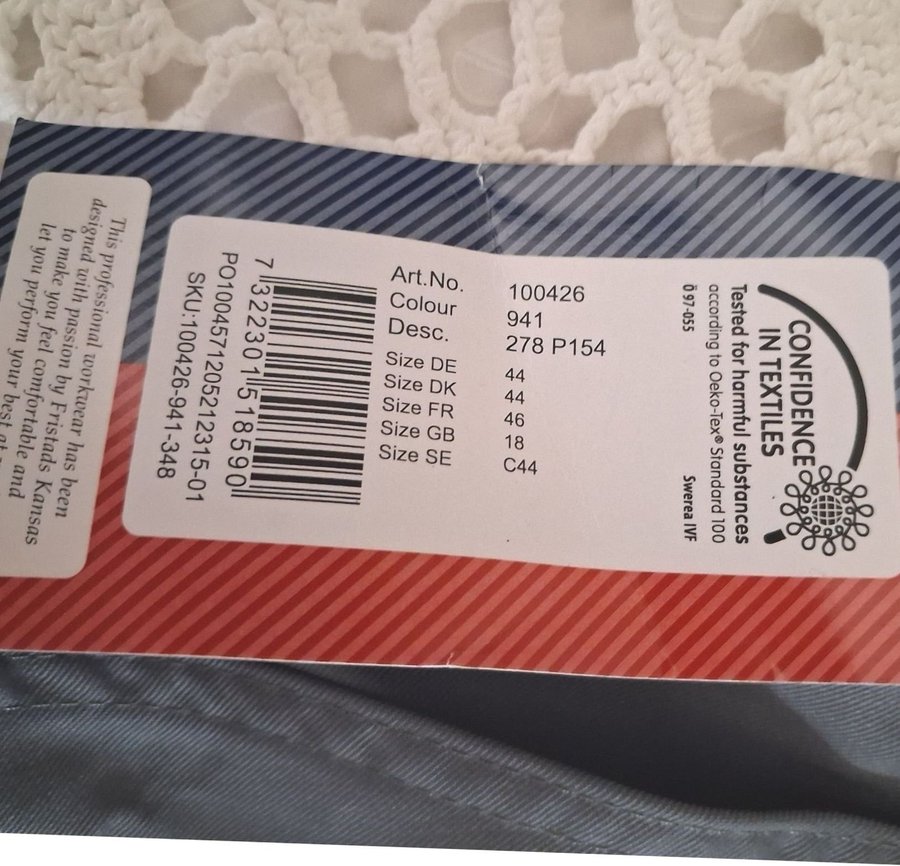 This professional workwear has been
designed with passion by Fristads Kansas
to make you feel comfortable and
let you perform your best at
Art.No. 100426
Colour 941
Desc. 278 P154
Size DE 44
Size DK 44
Size FR 46
Size GB 18
Size SE C44
7 322301 518590
PO1004571205212315-01
SKU:100426-941-348
CONFIDENCE
IN TEXTILES
Tested for harmful substances
according to Oeko-Tex® Standard 100
Ö97-055 Swerea IVF